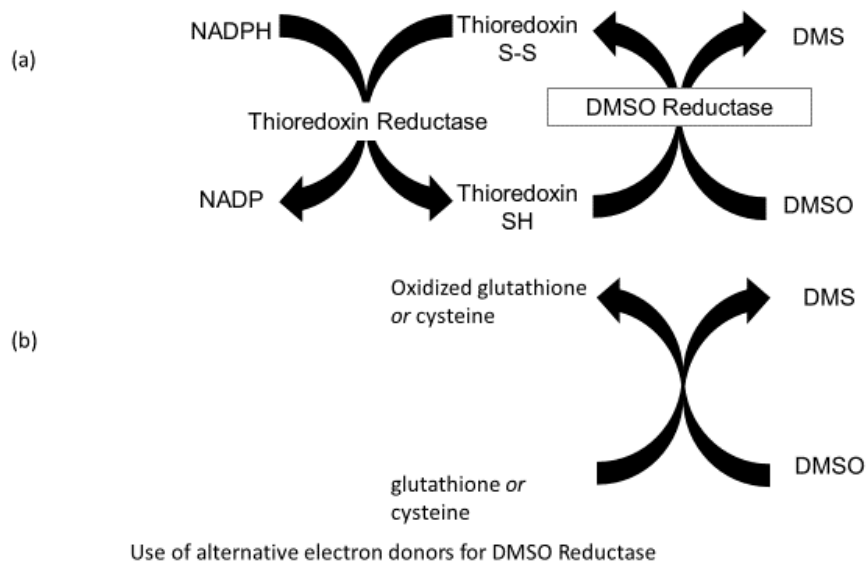 (a)
NADPH
Thioredoxin
S-S
DMS
Thioredoxin Reductase
DMSO Reductase
NADP
Thioredoxin
SH
DMSO
(b)
Oxidized glutathione
or cysteine
DMS
glutathione or
cysteine
DMSO
Use of alternative electron donors for DMSO Reductase